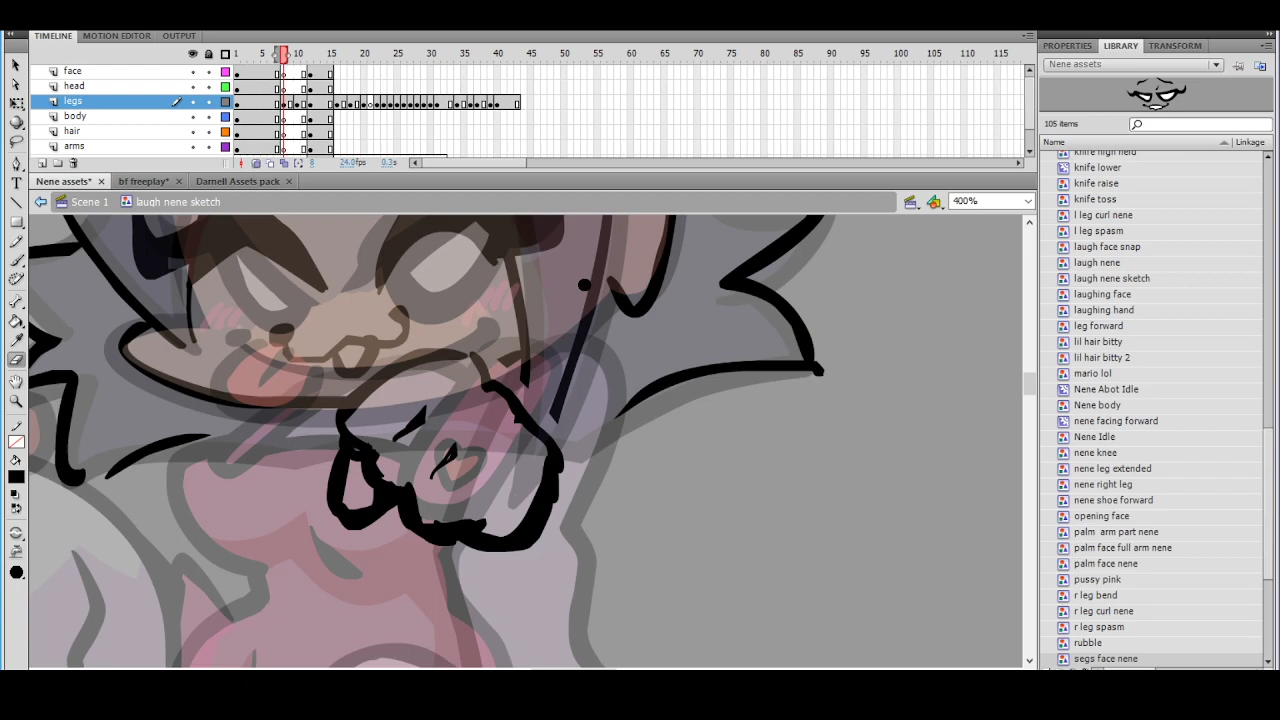 TIMELINE MOTION EDITOR OUTPUT
1 5 10 15 20 25 30 35 40 45 50 55 60 65 70 75 80 85 90 95 100 105 110 115
face
head
legs
body
hair
arms
8 24.0fps 0.3s
Nene assets* × bf freeplay* × Darnell Assets pack ×
Scene 1 laugh nene sketch 400%
PROPERTIES LIBRARY TRANSFORM
Nene assets
105 items
Name Linkage
knife high held
knife lower
knife raise
knife toss
l leg curl nene
l leg spasm
laugh face snap
laugh nene
laugh nene sketch
laughing face
laughing hand
leg forward
lil hair bitty
lil hair bitty 2
mario lol
Nene Abot Idle
Nene body
nene facing forward
Nene Idle
nene knee
nene leg extended
nene right leg
nene shoe forward
opening face
palm arm part nene
palm face full arm nene
palm face nene
pussy pink
r leg bend
r leg curl nene
r leg spasm
rubble
segs face nene